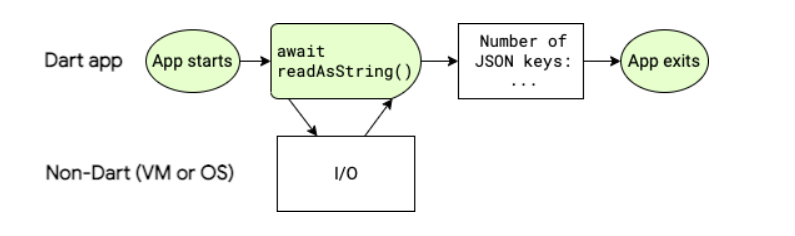 Dart app
App starts
await
readAsString()
Number of
JSON keys:
...
App exits
Non-Dart (VM or OS)
I/O